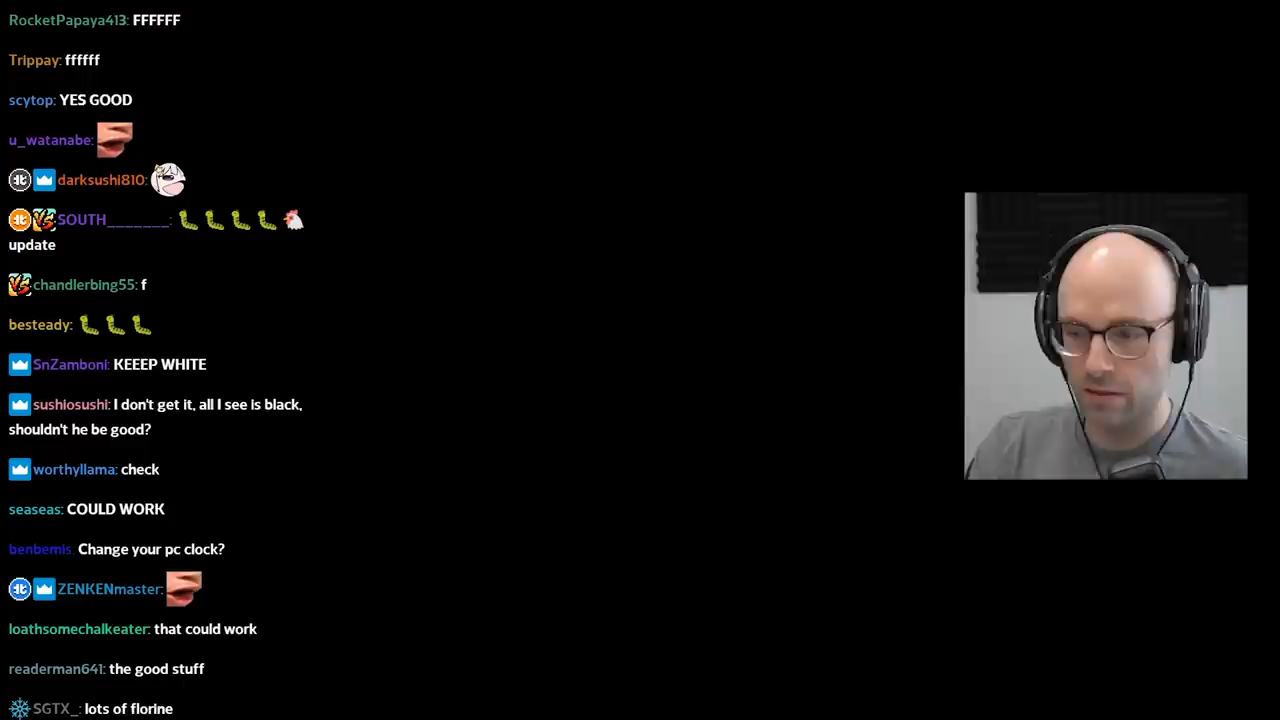 RocketPapaya413: FFFFFF
Trippay: ffffff
scytop: YES GOOD
u_watanabe:
darksushi810:
SOUTH_______:
update
chandlerbing55: f
besteady:
SnZamboni: KEEEP WHITE
sushiosushi: I don't get it, all I see is black,
shouldn't he be good?
worthyllama: check
seaseas: COULD WORK
benbemis: Change your pc clock?
ZENKENmaster:
loathsomechalkeater: that could work
readerman641: the good stuff
SGTX_: lots of florine